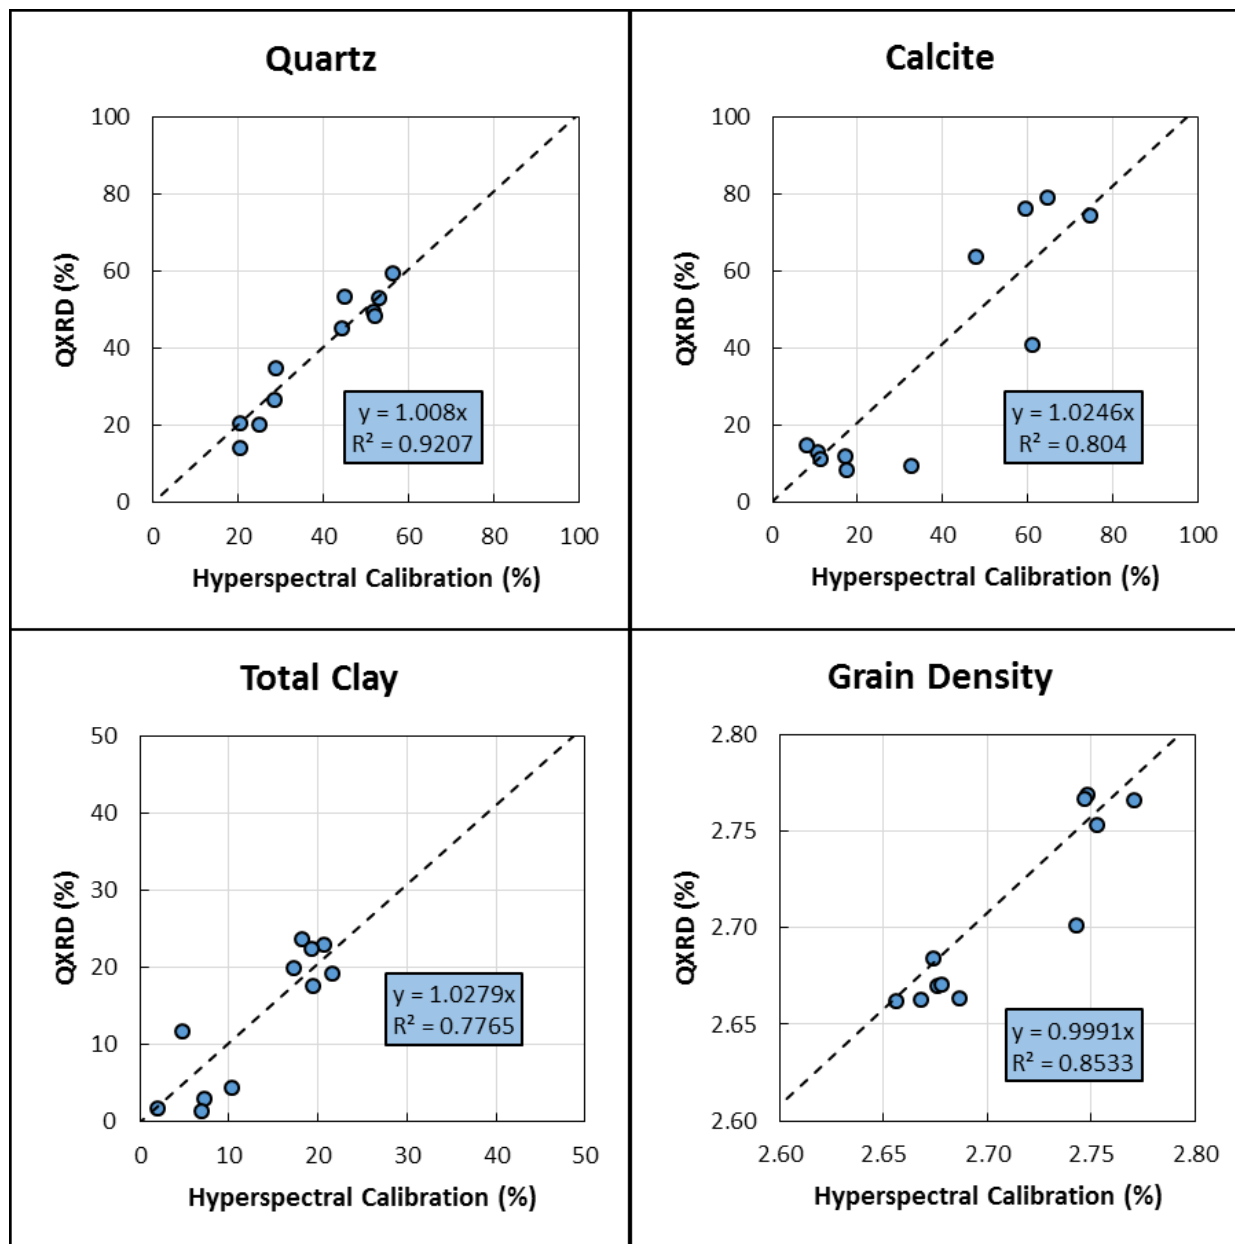 Quartz
100
80
60
40
20
0
0 20 40 60 80 100
QXRD (%)
Hyperspectral Calibration (%)
y = 1.008x
R² = 0.9207
Calcite
100
80
60
40
20
0
0 20 40 60 80 100
QXRD (%)
Hyperspectral Calibration (%)
y = 1.0246x
R² = 0.804
Total Clay
50
40
30
20
10
0
0 10 20 30 40 50
QXRD (%)
Hyperspectral Calibration (%)
y = 1.0279x
R² = 0.7765
Grain Density
2.80
2.75
2.70
2.65
2.60
2.60 2.65 2.70 2.75 2.80
QXRD (%)
Hyperspectral Calibration (%)
y = 0.9991x
R² = 0.8533